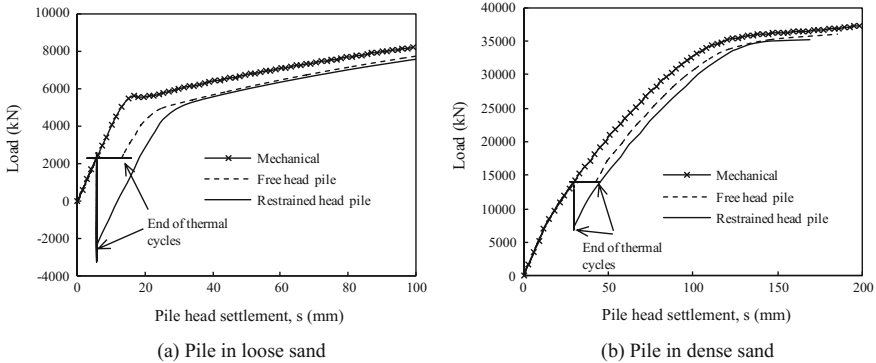 10000
8000
6000
4000
2000
0
-2000
-4000
Load (kN)
Mechanical
Free head pile
Restrained head pile
End of thermal
cycles
0
20
40
60
80
100
Pile head settlement, s (mm)
(a) Pile in loose sand
40000
35000
30000
25000
20000
15000
10000
5000
0
Load (kN)
Mechanical
Free head pile
Restrained head pile
End of thermal
cycles
0
50
100
150
200
Pile head settlement, s (mm)
(b) Pile in dense sand